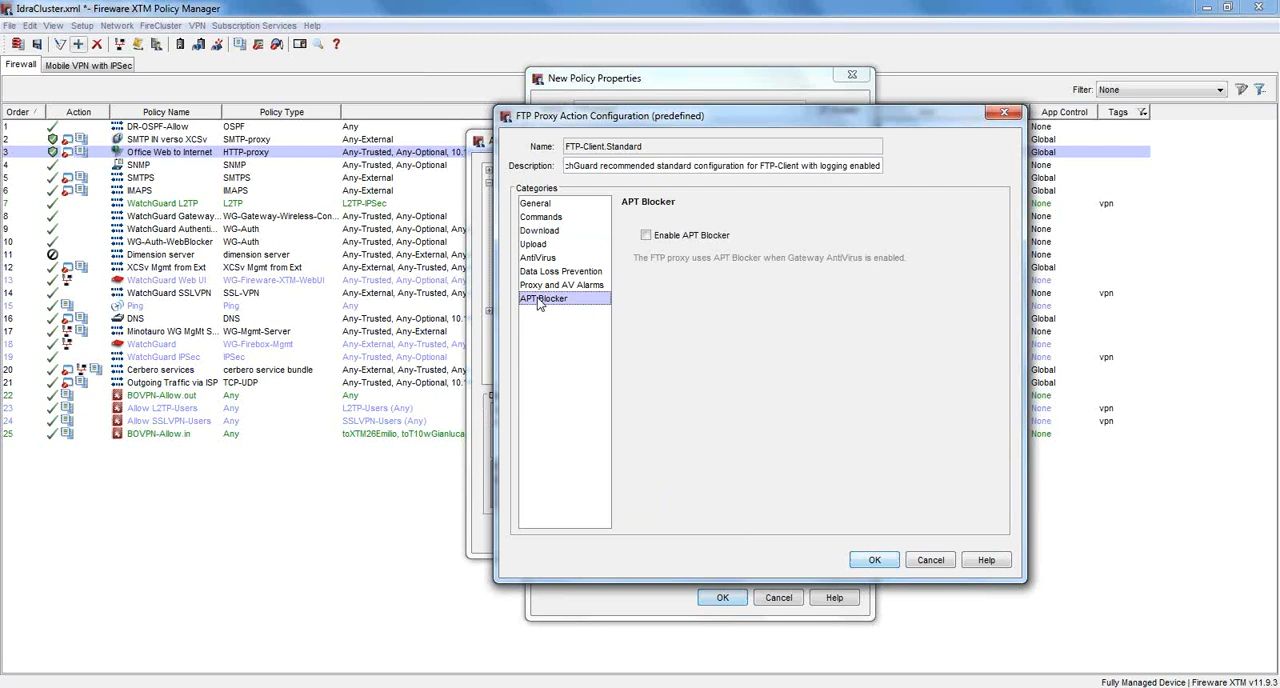 IdraCluster.xml *- Fireware XTM Policy Manager
File Edit View Setup Network FireCluster VPN Subscription Services Help
Firewall Mobile VPN with IPSec
Filter: None
Order / Action Policy Name Policy Type App Control Tags
1 DR-OSPF-Allow OSPF Any None
2 SMTP IN verso XCSv SMTP-proxy Any-External Global
3 Office Web to Internet HTTP-proxy Any-Trusted, Any-Optional, 10. Global
4 SNMP SNMP Any-Trusted, Any-Optional None
5 SMTPS SMTPS Any-External Global
6 IMAPS IMAPS Any-External Global
7 WatchGuard L2TP L2TP L2TP-IPSec None vpn
8 WatchGuard Gateway... WG-Gateway-Wireless-Con... Any-Trusted, Any-Optional None
9 WatchGuard Authenti... WG-Auth Any-Trusted, Any-Optional None
10 WG-Auth-WebBlocker WG-Auth Any-Trusted, Any-Optional None
11 Dimension server Dimension server Any-External None
12 XCSv Mgmt from Ext XCSv Mgmt from Ext Any-External Global
13 WatchGuard Web UI WG-Fireware-XTM-WebUI Any-Trusted, Any-Optional None
14 WatchGuard SSLVPN SSL-VPN Any-Trusted, Any-External None vpn
15 Ping Ping Any-Trusted, Any-Optional None
16 DNS DNS Any-Trusted, Any-Optional Global
17 Minotauro WG MgMt S... WG-Mgmt-Server Any-Trusted, Any-External None
18 WatchGuard WG-Firebox-Mgmt Any-Trusted, Any-Optional None
19 WatchGuard IPSec IPSec Any-Trusted, Any-Optional None vpn
20 Cerbero services cerbero service bundle Any-Trusted, Any-External Global
21 Outgoing Traffic via ISP TCP-UDP Any-Trusted, Any-Optional, 10. Global
22 BOVPN-Allow.out Any Any None
23 Allow L2TP-Users Any L2TP-Users (Any) None vpn
24 Allow SSLVPN-Users Any SSLVPN-Users (Any) None vpn
25 BOVPN-Allow.in Any toXTM26Emilio, toT10wGianluca None
New Policy Properties
FTP Proxy Action Configuration (predefined)
Name: FTP-Client.Standard
Description: :hGuard recommended standard configuration for FTP-Client with logging enabled
Categories
General
Commands
Download
Upload
AntiVirus
Data Loss Prevention
Proxy and AV Alarms
APT Blocker
APT Blocker
Enable APT Blocker
The FTP proxy uses APT Blocker when Gateway AntiVirus is enabled.
OK Cancel Help
OK Cancel Help
Fully Managed Device | Fireware XTM v11.9.3